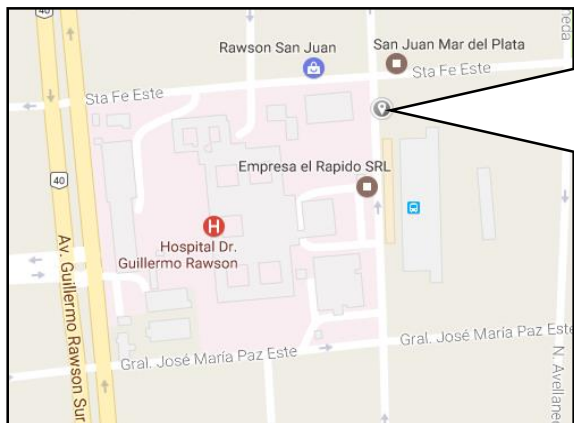 40
Rawson San Juan
San Juan Mar del Plata
Sta Fe Este
Sta Fe Este
Empresa el Rapido SRL
40
H
Hospital Dr.
Guillermo Rawson
Av. Guillermo Rawson Sur
Gral. José María Paz Este
Gral. José María Paz Este
N. Avellaned
neda